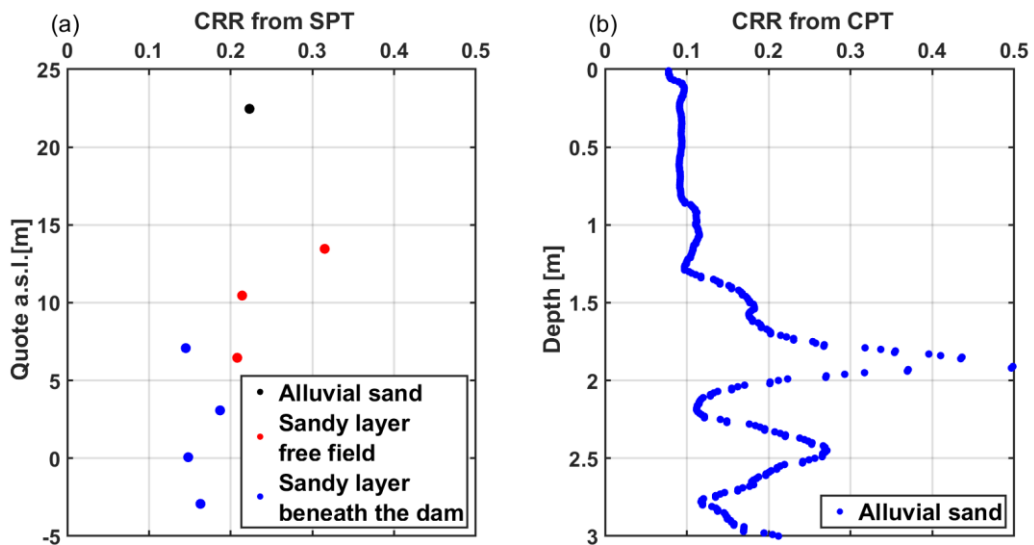 (a)
CRR from SPT
0 0.1 0.2 0.3 0.4 0.5
25
20
15
10
5
0
-5
Quote a.s.l.[m]
Alluvial sand
Sandy layer
free field
Sandy layer
beneath the dam
(b)
CRR from CPT
0 0.1 0.2 0.3 0.4 0.5
0
0.5
1
1.5
2
2.5
3
Depth [m]
Alluvial sand